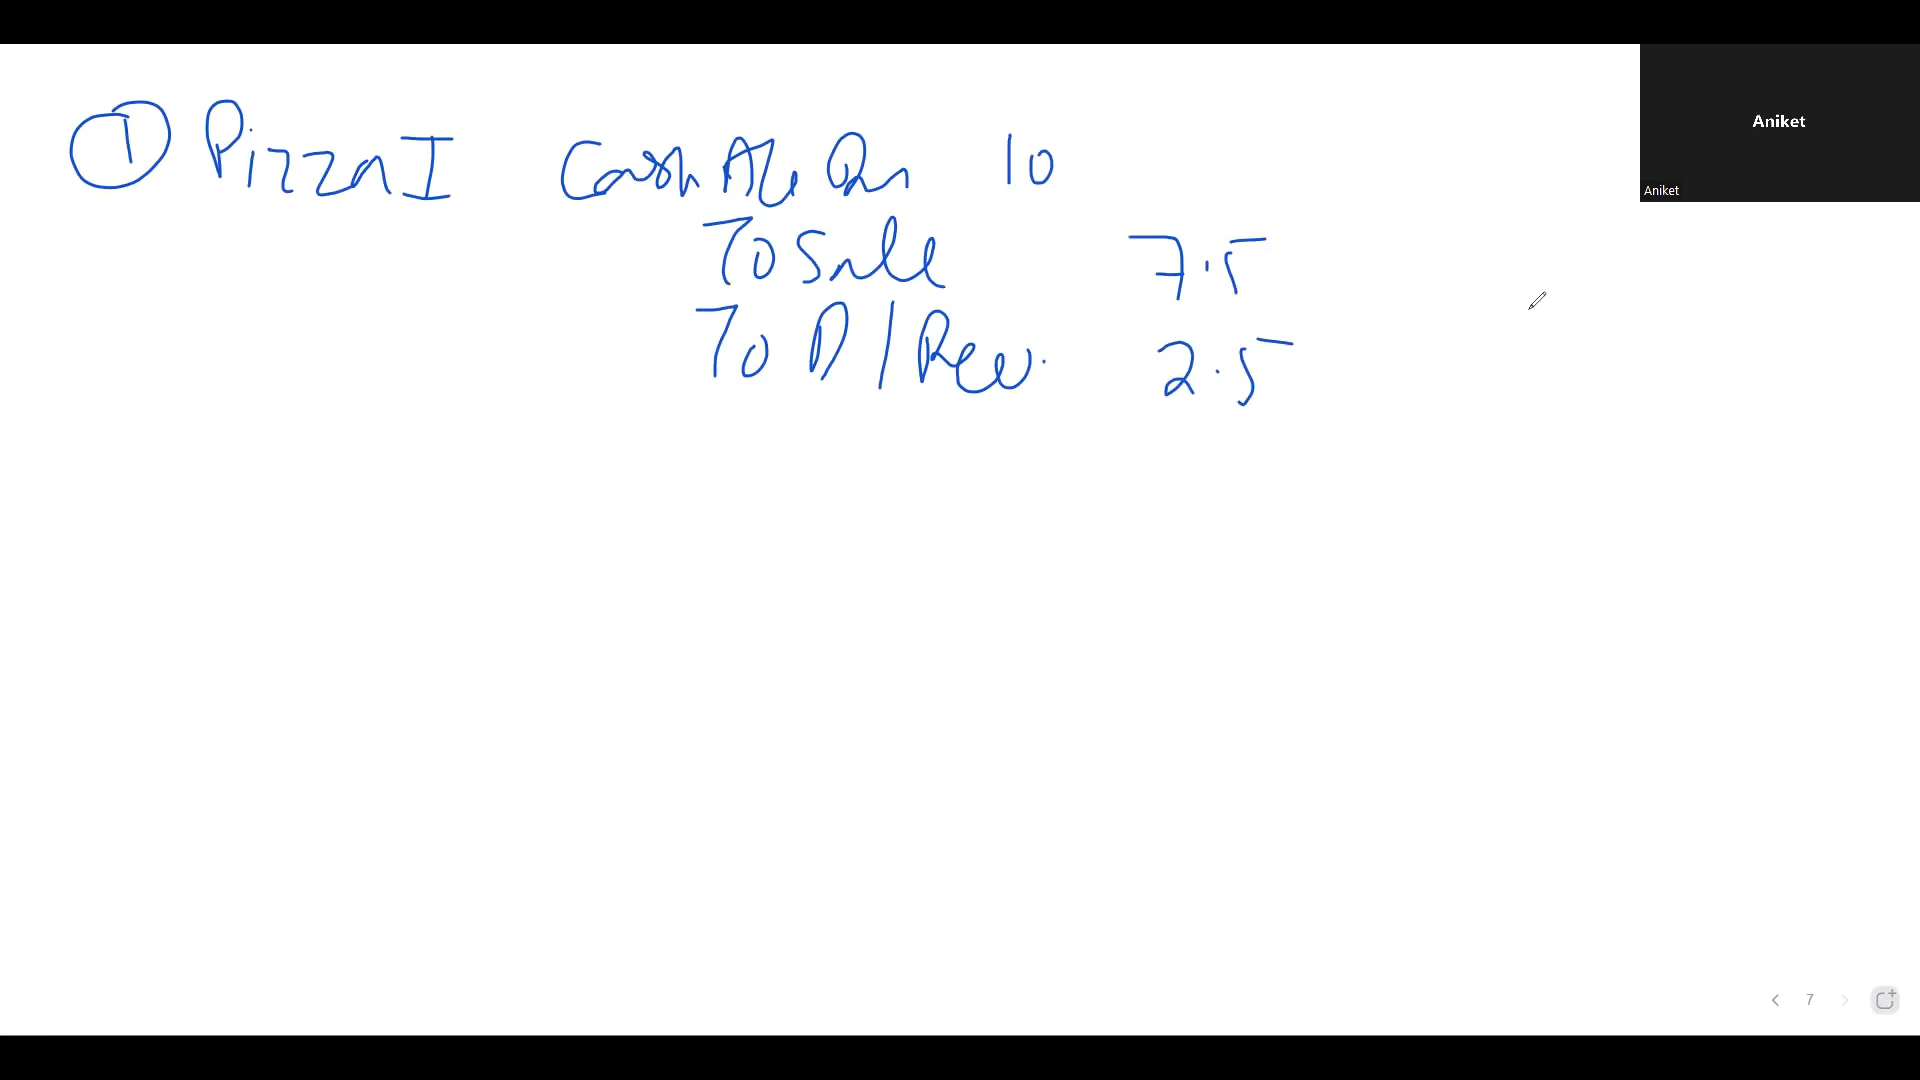 ① Pizza I Cash A/c Dr 10
To Sale 7.5
To D/Rev. 2.5
Aniket
Aniket
7